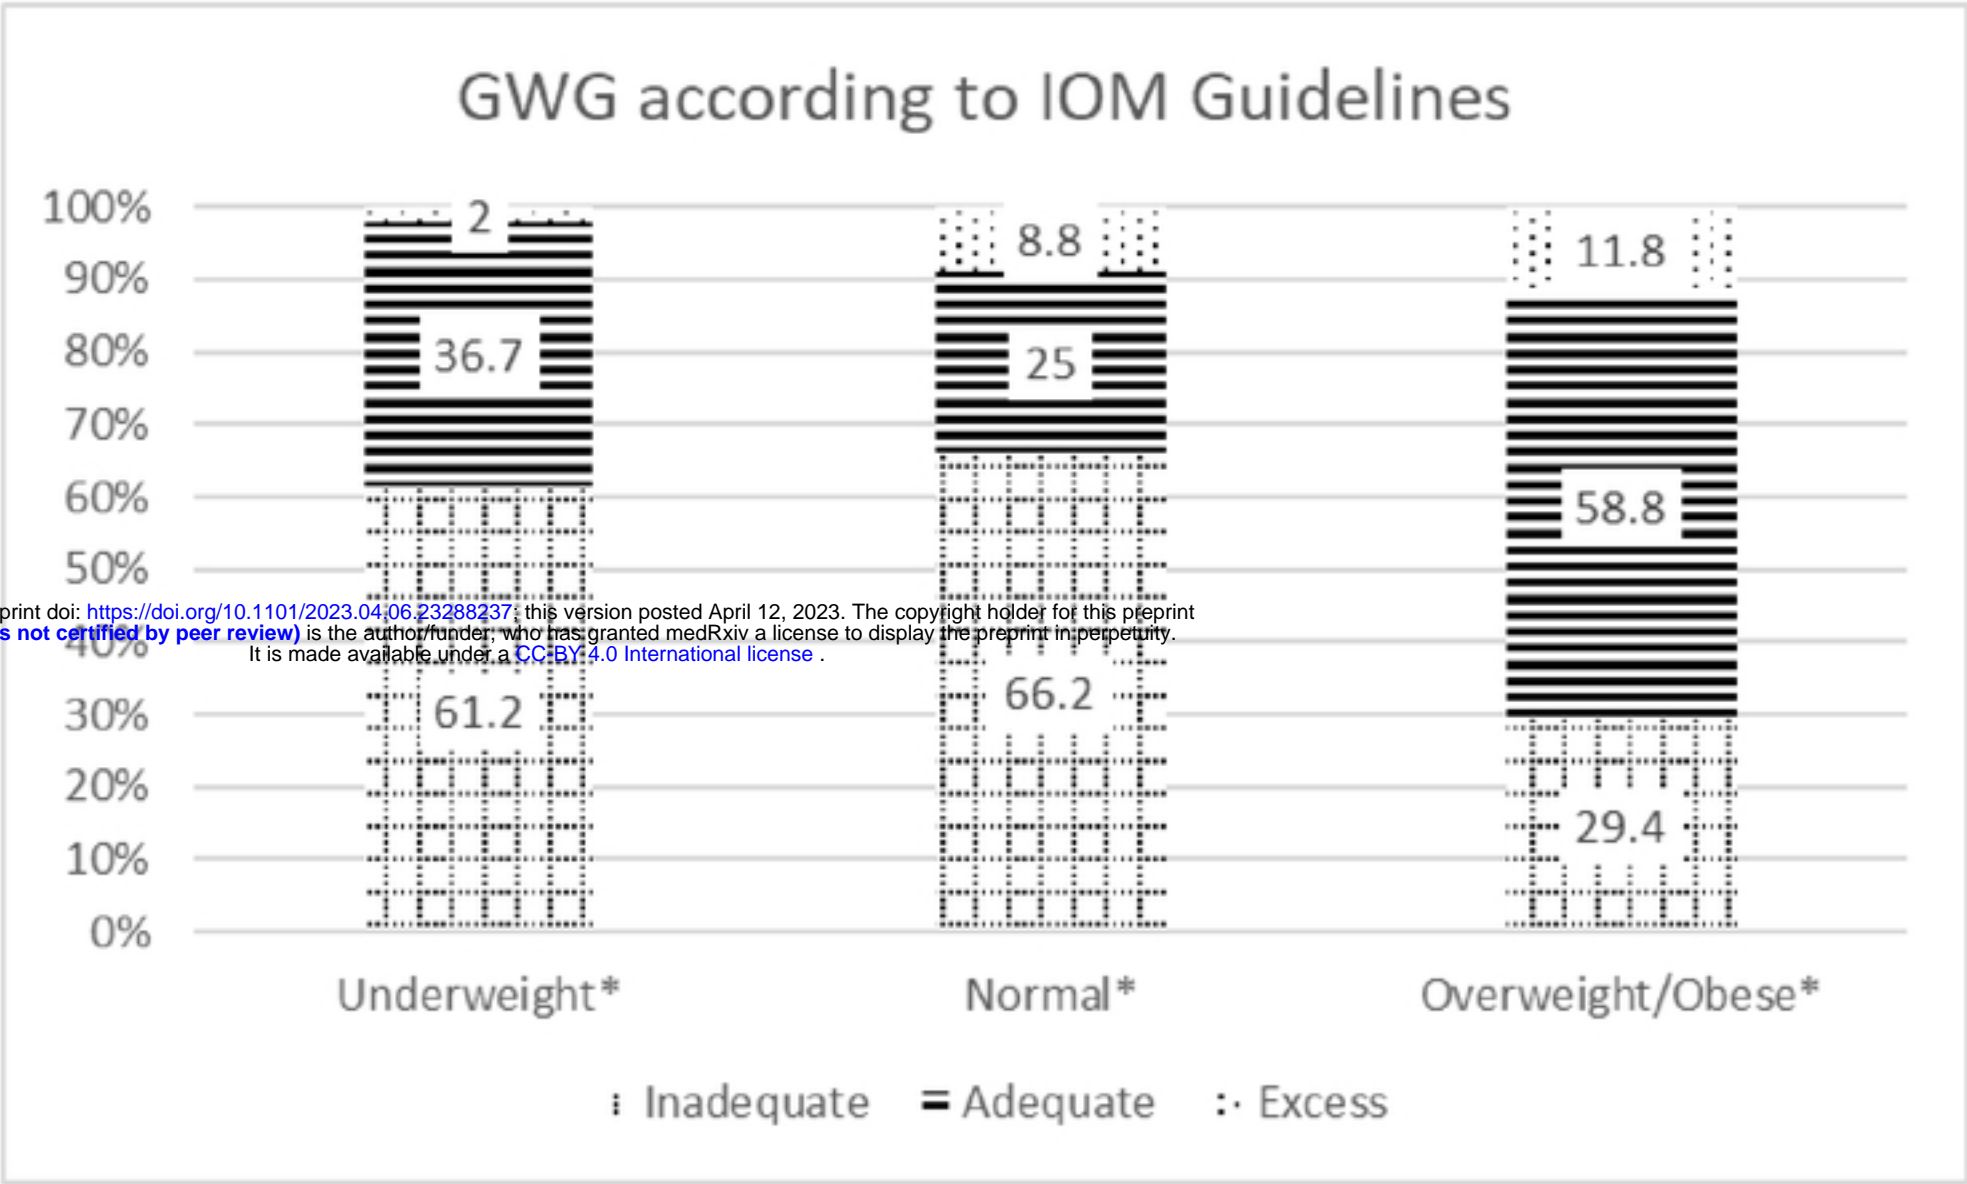 GWG according to IOM Guidelines
100%
2
8.8
11.8
90%
80%
36.7
25
70%
60%
58.8
50%
print doi: https://doi.org/10.1101/2023.04.06.23288237; this version posted April 12, 2023. The copyright holder for this preprint
s not certified by peer review) is the author/funder, who has granted medRxiv a license to display the preprint in perpetuity.
40%
It is made available under a CC-BY 4.0 International license .
61.2
66.2
30%
20%
29.4
10%
0%
Underweight*
Normal*
Overweight/Obese*
Inadequate
Adequate
Excess